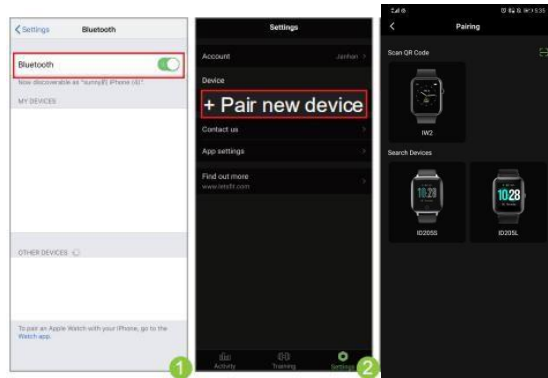 Settings
Bluetooth
Bluetooth
Now discoverable as "sunny的 iPhone (4)".
MY DEVICES
OTHER DEVICES
To pair an Apple Watch with your iPhone, go to the
Watch app.
1
Settings
Account
Device
+ Pair new device
Contact us
App settings
Find out more
www.letsfit.com
Activity
Training
Settings
2
Pairing
Scan QR Code
IW2
Search Devices
10:28
ID205S
10:28
ID205L